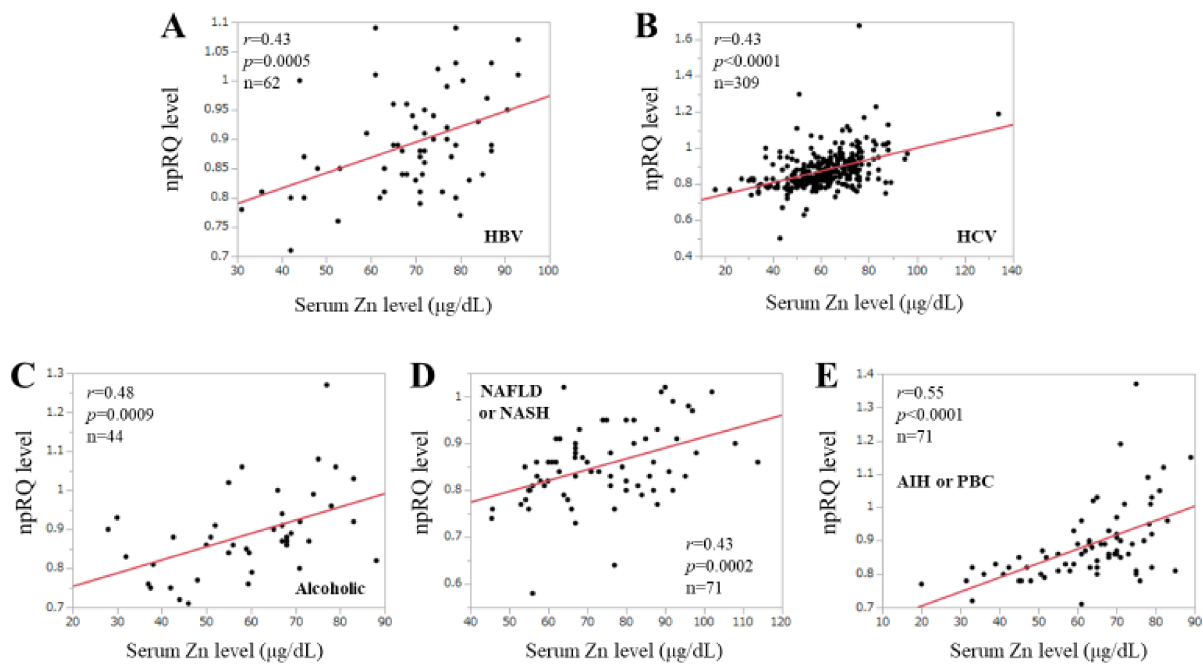 A
r=0.43
p=0.0005
n=62
npRQ level
1.1
1.05
1
0.95
0.9
0.85
0.8
0.75
0.7
HBV
30 40 50 60 70 80 90 100
Serum Zn level (μg/dL)
B
r=0.43
p<0.0001
n=309
npRQ level
1.6
1.4
1.2
1
0.8
0.6
0.4
HCV
20 40 60 80 100 120 140
Serum Zn level (μg/dL)
C
r=0.48
p=0.0009
n=44
npRQ level
1.3
1.2
1.1
1
0.9
0.8
0.7
Alcoholic
20 30 40 50 60 70 80 90
Serum Zn level (μg/dL)
D
NAFLD
or NASH
npRQ level
1
0.9
0.8
0.7
0.6
r=0.43
p=0.0002
n=71
40 50 60 70 80 90 100 110 120
Serum Zn level (μg/dL)
E
r=0.55
p<0.0001
n=71
AIH or PBC
npRQ level
1.4
1.3
1.2
1.1
1
0.9
0.8
0.7
10 20 30 40 50 60 70 80 90
Serum Zn level (μg/dL)